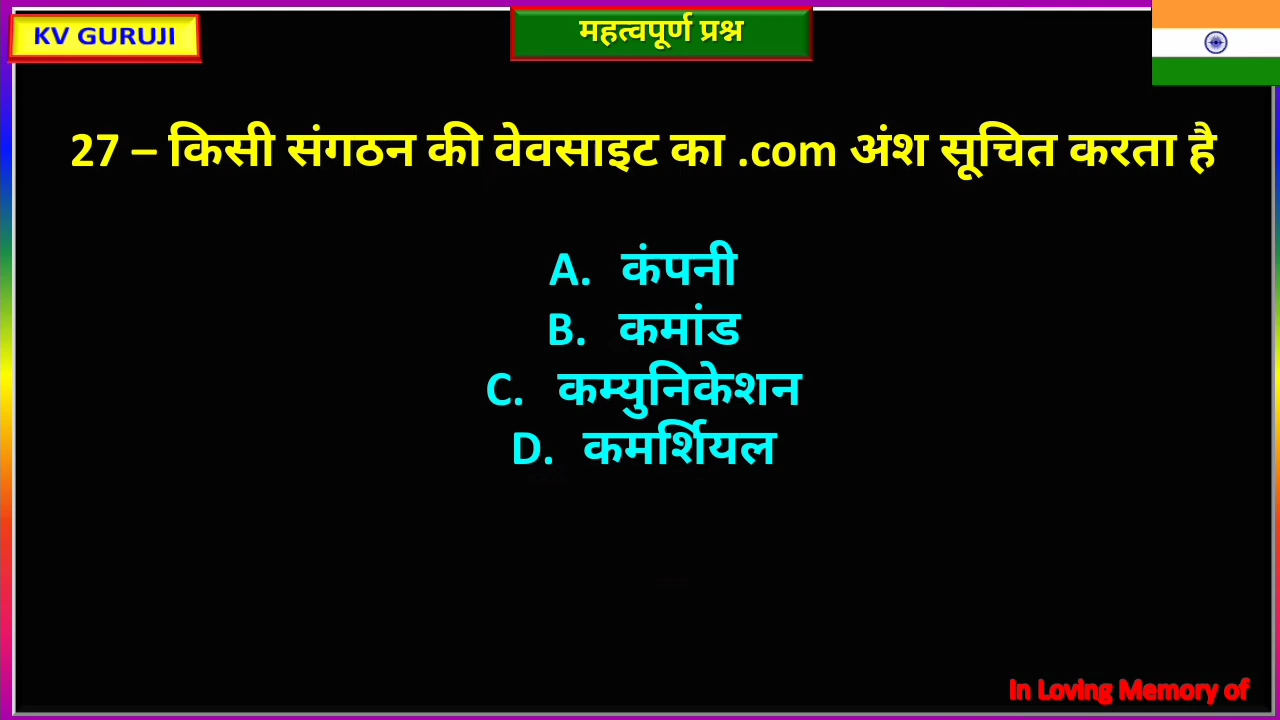 KV GURUJI
महत्वपूर्ण प्रश्न
27 – किसी संगठन की वेवसाइट का .com अंश सूचित करता है
A. कंपनी
B. कमांड
C. कम्युनिकेशन
D. कमर्शियल
In Loving Memory of